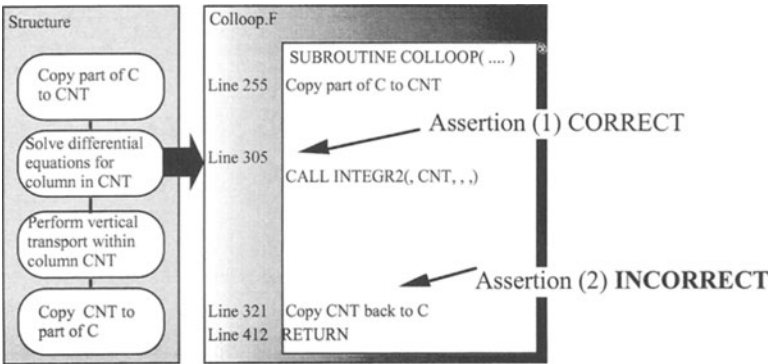 Structure
Copy part of C
to CNT
Solve differential
equations for
column in CNT
Perform vertical
transport within
column CNT
Copy CNT to
part of C
Colloop.F
SUBROUTINE COLLOOP( .... )
Line 255 Copy part of C to CNT
Assertion (1) CORRECT
Line 305
CALL INTEGR2(, CNT, , ,)
Assertion (2) INCORRECT
Line 321 Copy CNT back to C
Line 412 RETURN